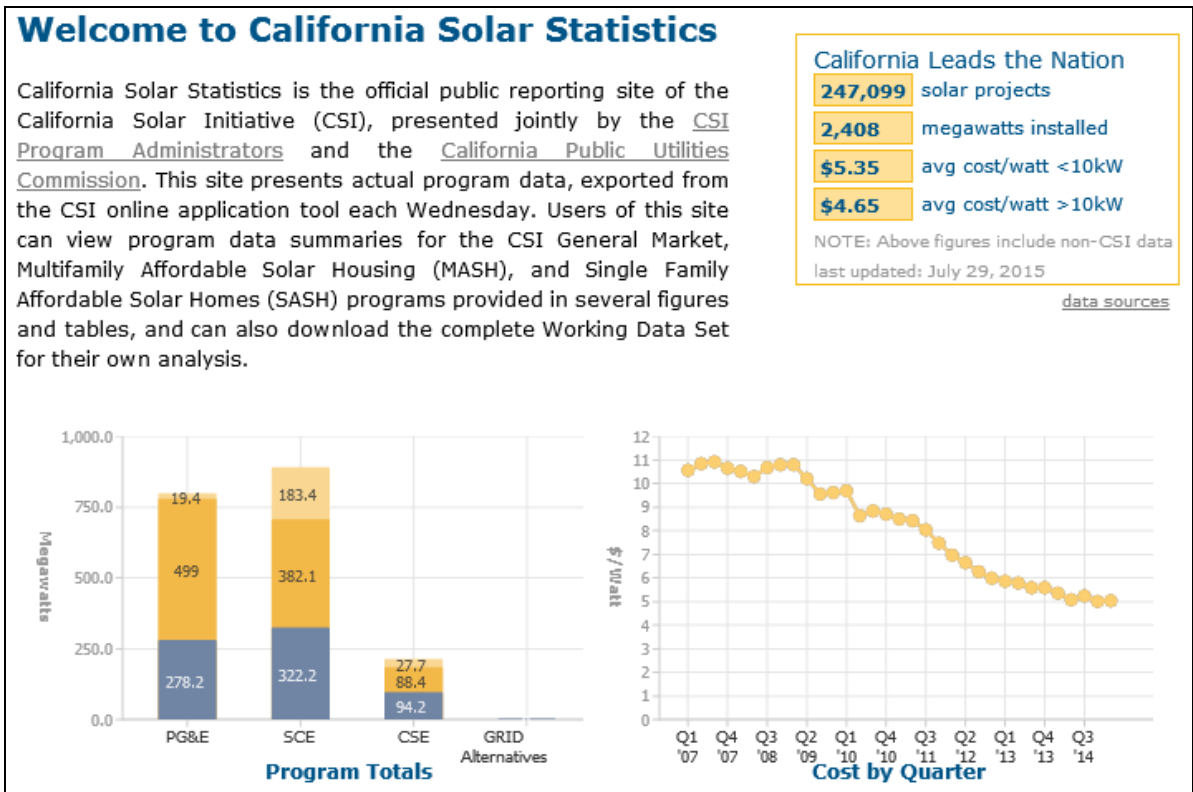 Welcome to California Solar Statistics
California Solar Statistics is the official public reporting site of the
California Solar Initiative (CSI), presented jointly by the CSI
Program Administrators and the California Public Utilities
Commission. This site presents actual program data, exported from
the CSI online application tool each Wednesday. Users of this site
can view program data summaries for the CSI General Market,
Multifamily Affordable Solar Housing (MASH), and Single Family
Affordable Solar Homes (SASH) programs provided in several figures
and tables, and can also download the complete Working Data Set
for their own analysis.
California Leads the Nation
247,099 solar projects
2,408 megawatts installed
$5.35 avg cost/watt <10kW
$4.65 avg cost/watt >10kW
NOTE: Above figures include non-CSI data
last updated: July 29, 2015
data sources
Megawatts
1,000.0
750.0
500.0
250.0
0.0
19.4
499
278.2
183.4
382.1
322.2
27.7
88.4
94.2
PG&E SCE CSE GRID
Alternatives
Program Totals
$/Watt
12
11
10
9
8
7
6
5
4
3
2
1
0
Q1 Q4 Q3 Q2 Q1 Q4 Q3 Q2 Q1 Q4 Q3
'07 '07 '08 '09 '10 '10 '11 '12 '13 '13 '14
Cost by Quarter